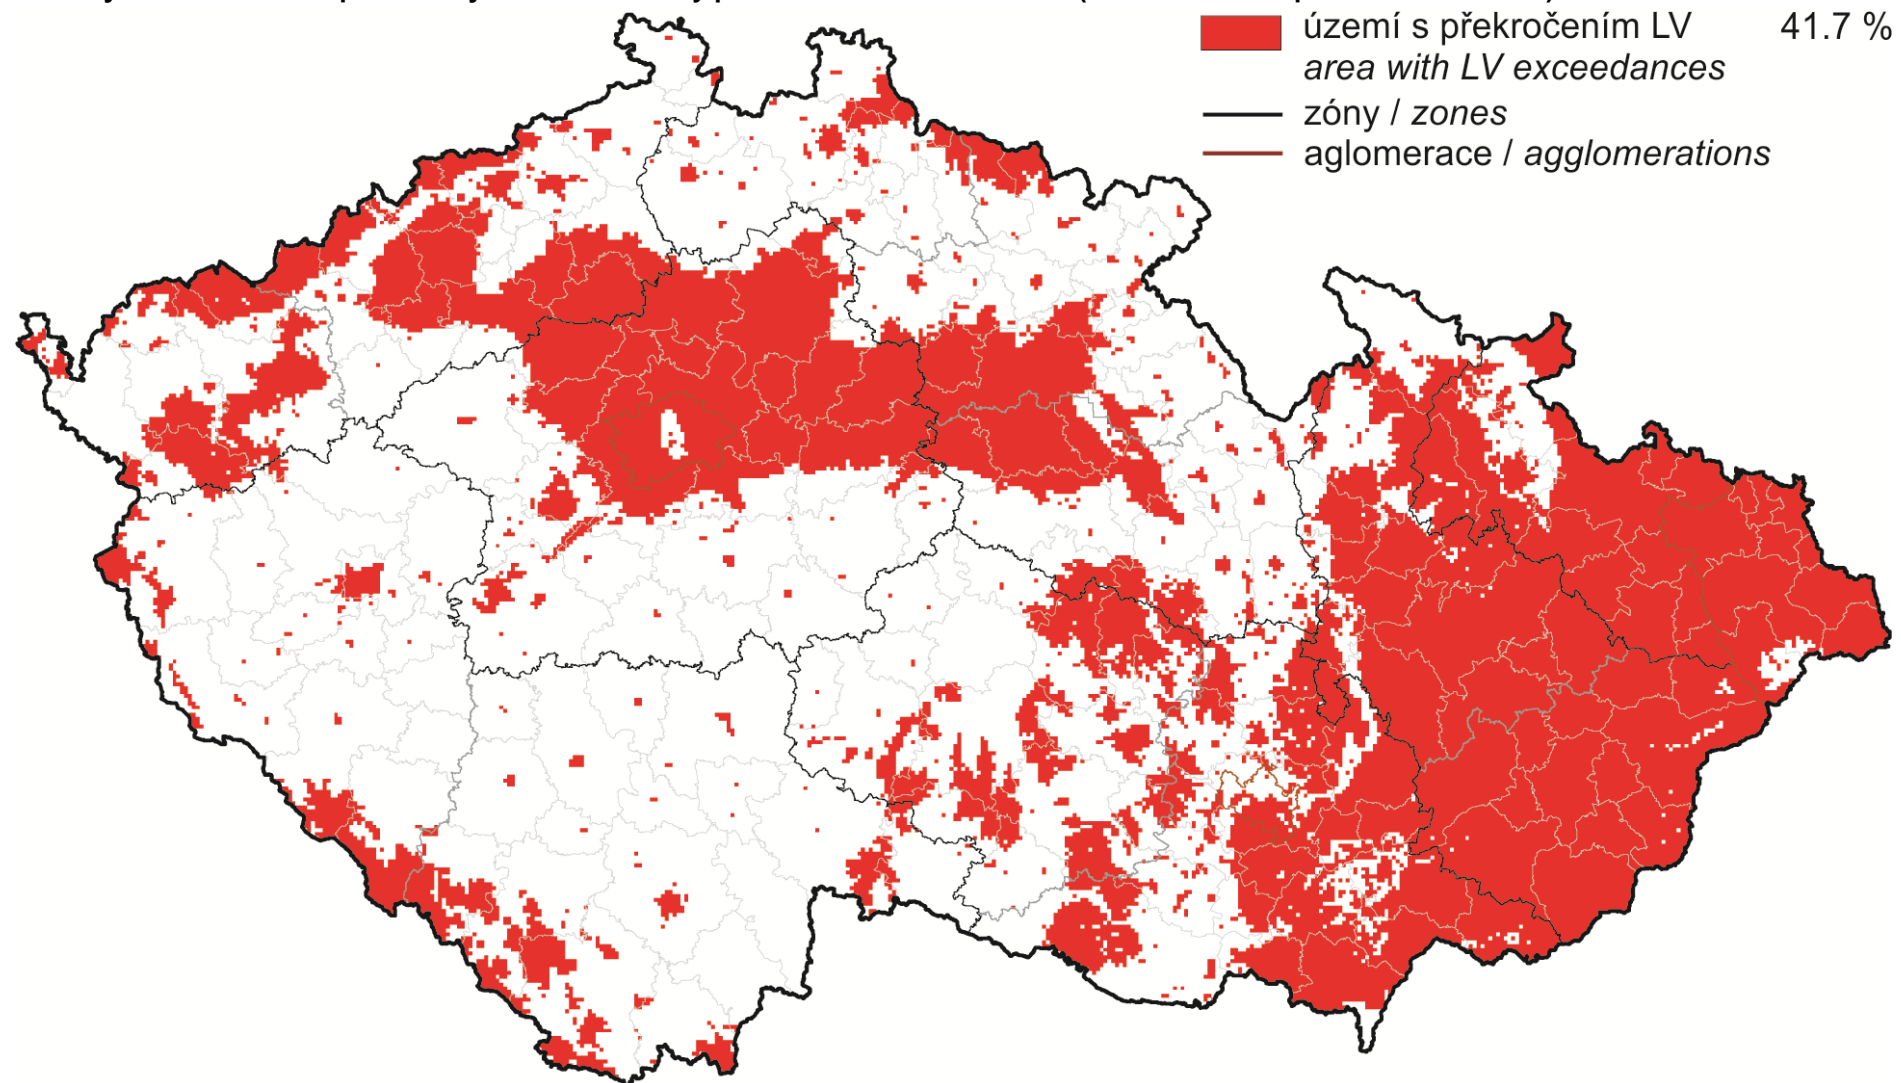 území s překročením LV 41.7 %
area with LV exceedances
zóny / zones
aglomerace / agglomerations